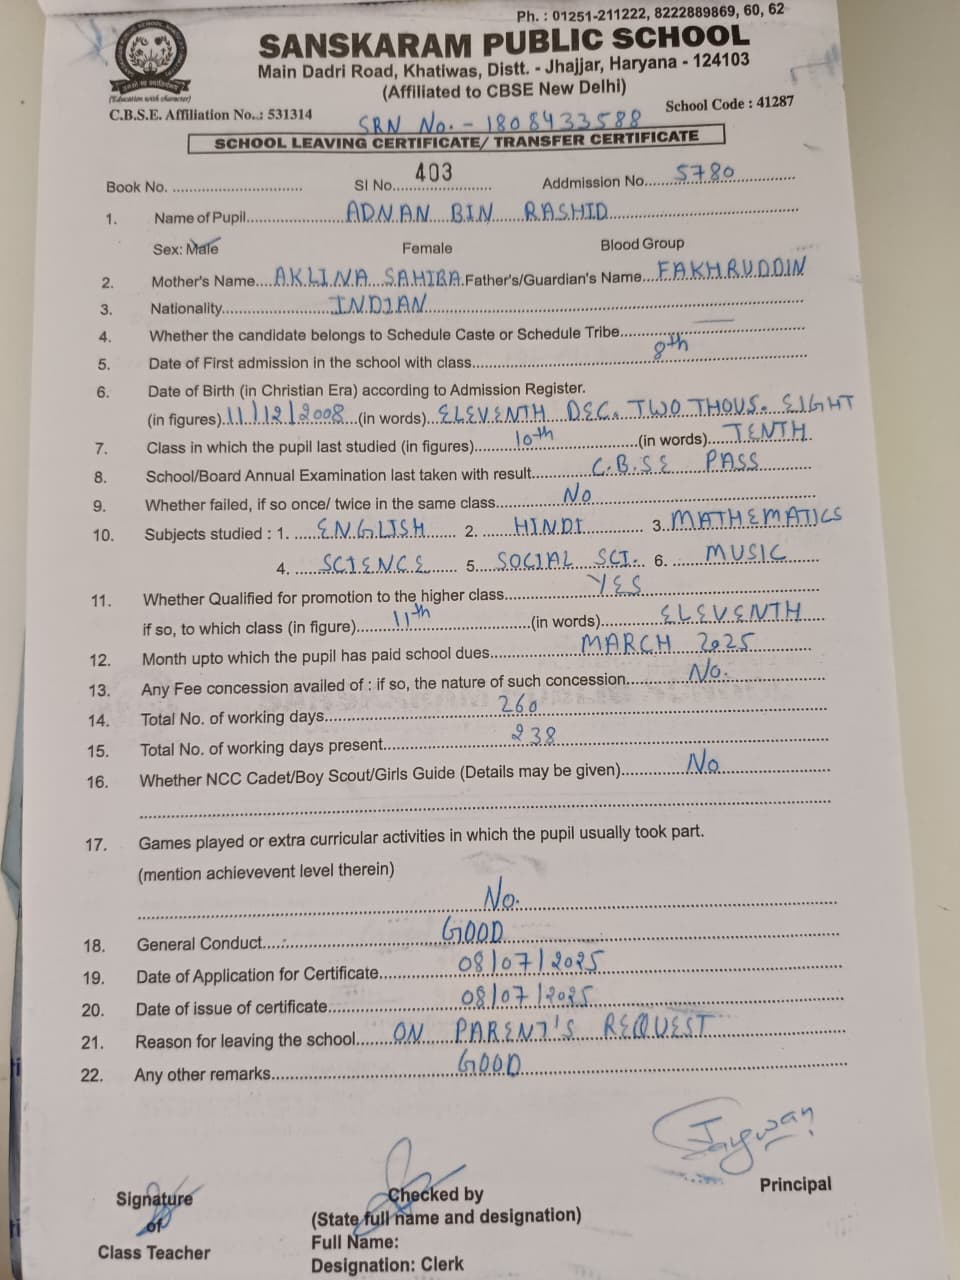 Ph. : 01251-211222, 8222889869, 60, 62
SANSKARAM PUBLIC SCHOOL
Main Dadri Road, Khatiwas, Distt. - Jhajjar, Haryana - 124103
(Affiliated to CBSE New Delhi)
(Education with character)
C.B.S.E. Affiliation No..: 531314
School Code : 41287
SRN No. - 1808433588
SCHOOL LEAVING CERTIFICATE/ TRANSFER CERTIFICATE
Book No. .............. Sl No. 403 Addmission No. 5780
1. Name of Pupil ADNAN BIN RASHID
Sex: Male Female Blood Group
2. Mother's Name AKLINA SAHIBA Father's/Guardian's Name FAKHRUDDIN
3. Nationality INDIAN
4. Whether the candidate belongs to Schedule Caste or Schedule Tribe —
5. Date of First admission in the school with class 8th
6. Date of Birth (in Christian Era) according to Admission Register.
(in figures) 11/12/2008 (in words) ELEVENTH DEC. TWO THOUS. EIGHT
7. Class in which the pupil last studied (in figures) 10th (in words) TENTH
8. School/Board Annual Examination last taken with result C.B.SE PASS
9. Whether failed, if so once/ twice in the same class No
10. Subjects studied : 1. ENGLISH 2. HINDI 3. MATHEMATICS
4. SCIENCE 5. SOCIAL SCI. 6. MUSIC
11. Whether Qualified for promotion to the higher class YES
if so, to which class (in figure) 11th (in words) ELEVENTH
12. Month upto which the pupil has paid school dues MARCH 2025
13. Any Fee concession availed of : if so, the nature of such concession No.
14. Total No. of working days 260
15. Total No. of working days present 238
16. Whether NCC Cadet/Boy Scout/Girls Guide (Details may be given) No
17. Games played or extra curricular activities in which the pupil usually took part.
(mention achievevent level therein)
No.
18. General Conduct GOOD
19. Date of Application for Certificate 08/07/2025
20. Date of issue of certificate 08/07/2025
21. Reason for leaving the school ON PARENT'S REQUEST
22. Any other remarks GOOD
Signature
of
Class Teacher
Checked by
(State full name and designation)
Full Name:
Designation: Clerk
Principal